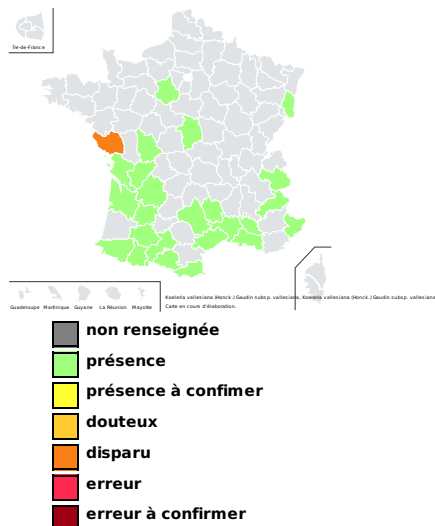 Île-de-France
Guadeloupe Martinique Guyane La Réunion Mayotte
Koeleria vallesiana (Honck.) Gaudin subsp. vallesiana, Koeleria vallesiana (Honck.) Gaudin subsp. vallesiana
Carte en cours d'élaboration.
non renseignée
présence
présence à confimer
douteux
disparu
erreur
erreur à confirmer